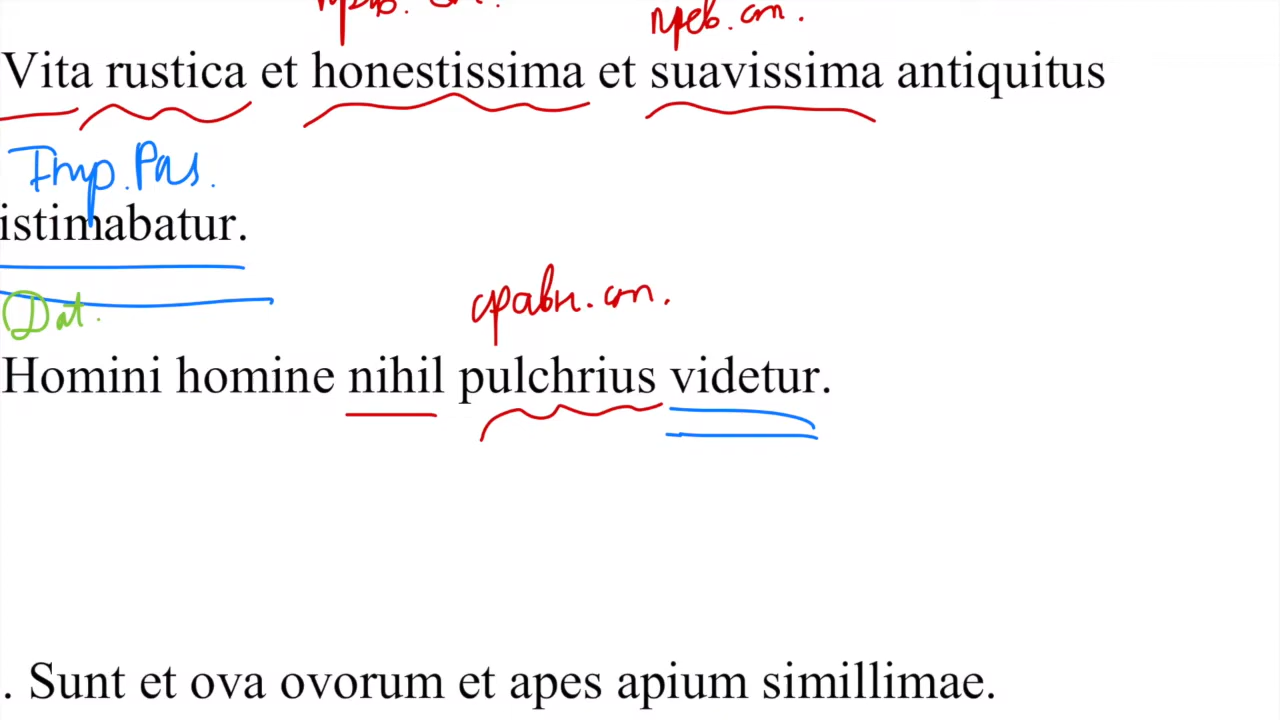 прев. ст.
Vita rustica et honestissima et suavissima antiquitus
Imp. Pas.
istimabatur.
Dat.
сравн. ст.
Homini homine nihil pulchrius videtur.
. Sunt et ova ovorum et apes apium simillimae.